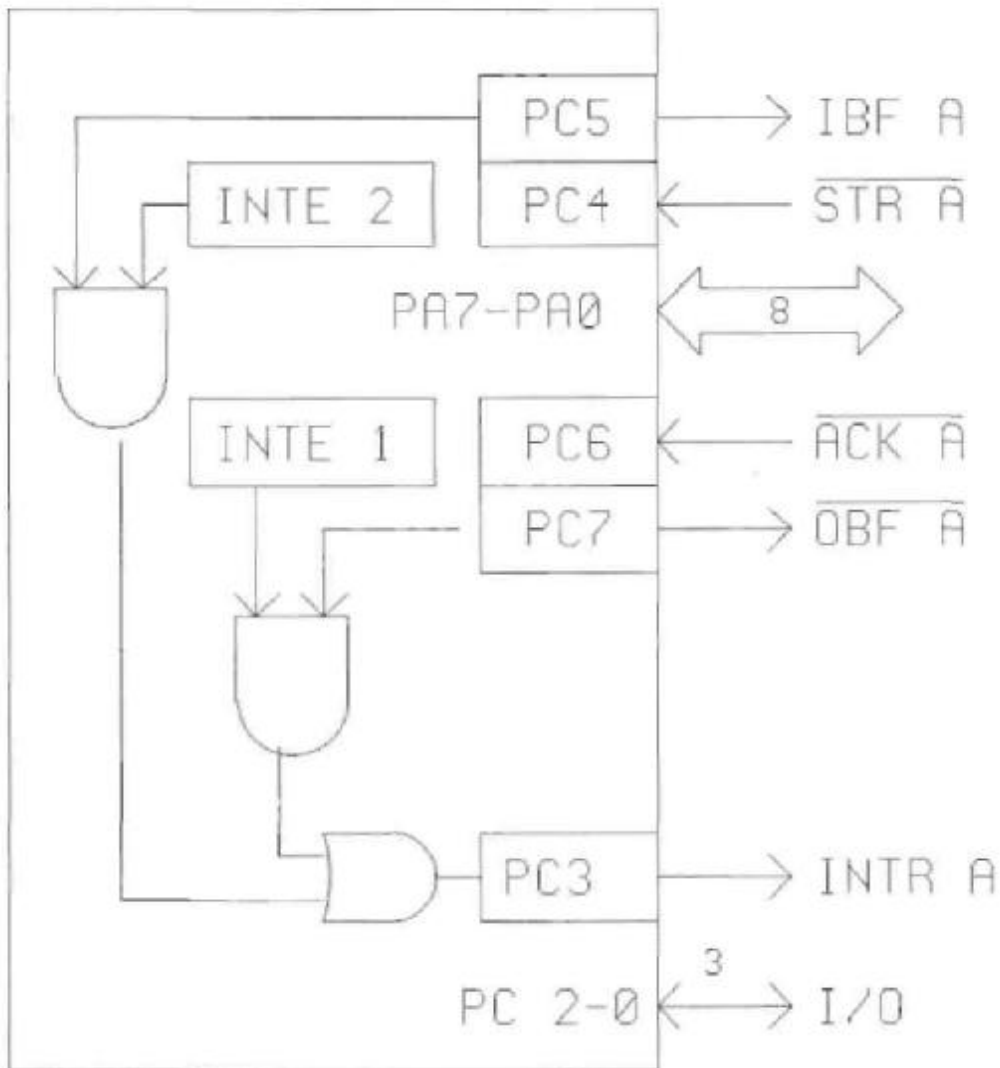 PC5 IBF A
INTE 2 PC4 STR A
PA7-PA0 8
INTE 1 PC6 ACK A
PC7 OBF A
PC3 INTR A
3
PC 2-0 I/O